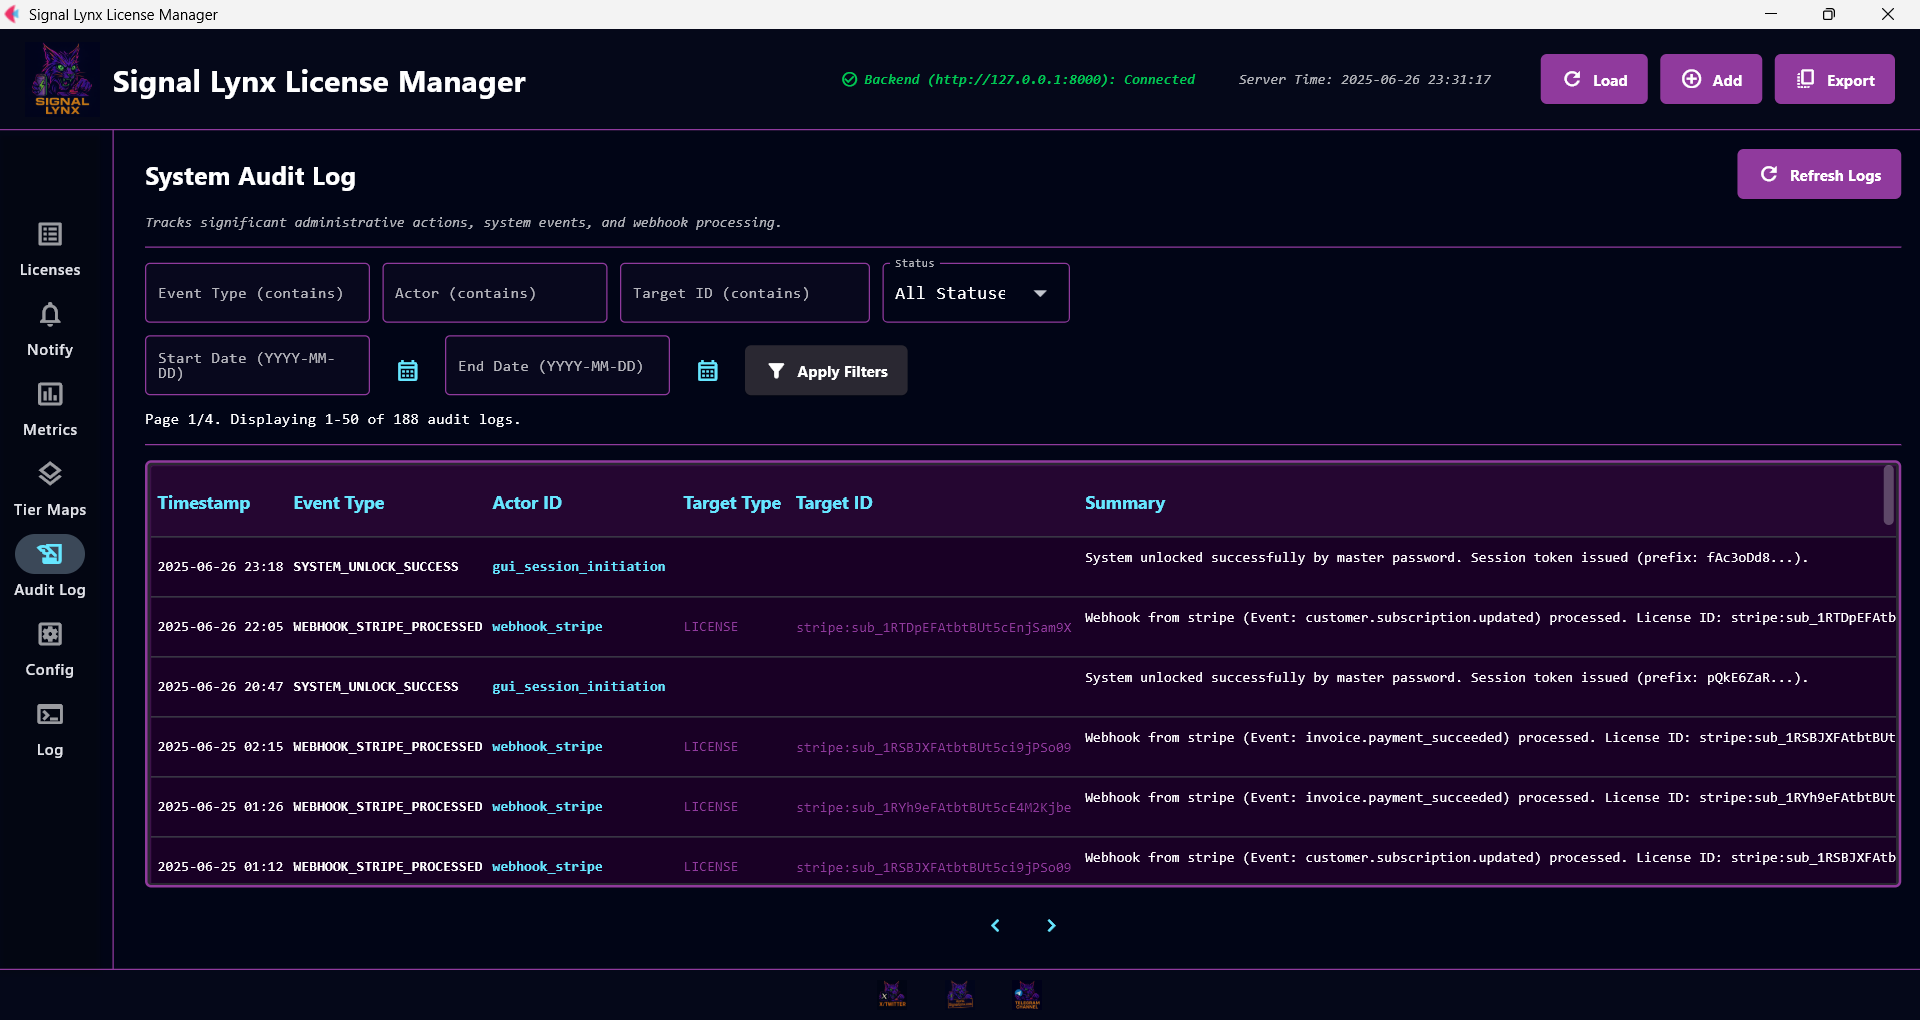 Signal Lynx License Manager
SIGNAL
LYNX
Signal Lynx License Manager
Backend (http://127.0.0.1:8000): Connected
Server Time: 2025-06-26 23:31:17
Load
Add
Export
Licenses
Notify
Metrics
Tier Maps
Audit Log
Config
Log
System Audit Log
Refresh Logs
Tracks significant administrative actions, system events, and webhook processing.
Event Type (contains)
Actor (contains)
Target ID (contains)
Status
All Statuse
Start Date (YYYY-MM-
DD)
End Date (YYYY-MM-DD)
Apply Filters
Page 1/4. Displaying 1-50 of 188 audit logs.
Timestamp Event Type Actor ID Target Type Target ID Summary
2025-06-26 23:18 SYSTEM_UNLOCK_SUCCESS gui_session_initiation System unlocked successfully by master password. Session token issued (prefix: fAc3oDd8...).
2025-06-26 22:05 WEBHOOK_STRIPE_PROCESSED webhook_stripe LICENSE stripe:sub_1RTDpEFAtbtBUt5cEnjSam9X Webhook from stripe (Event: customer.subscription.updated) processed. License ID: stripe:sub_1RTDpEFAtb
2025-06-26 20:47 SYSTEM_UNLOCK_SUCCESS gui_session_initiation System unlocked successfully by master password. Session token issued (prefix: pQkE6ZaR...).
2025-06-25 02:15 WEBHOOK_STRIPE_PROCESSED webhook_stripe LICENSE stripe:sub_1RSBJXFAtbtBUt5ci9jPSo09 Webhook from stripe (Event: invoice.payment_succeeded) processed. License ID: stripe:sub_1RSBJXFAtbtBUt
2025-06-25 01:26 WEBHOOK_STRIPE_PROCESSED webhook_stripe LICENSE stripe:sub_1RYh9eFAtbtBUt5cE4M2Kjbe Webhook from stripe (Event: invoice.payment_succeeded) processed. License ID: stripe:sub_1RYh9eFAtbtBUt
2025-06-25 01:12 WEBHOOK_STRIPE_PROCESSED webhook_stripe LICENSE stripe:sub_1RSBJXFAtbtBUt5ci9jPSo09 Webhook from stripe (Event: customer.subscription.updated) processed. License ID: stripe:sub_1RSBJXFAtb
X/TWITTER
TELEGRAM
CHANNEL